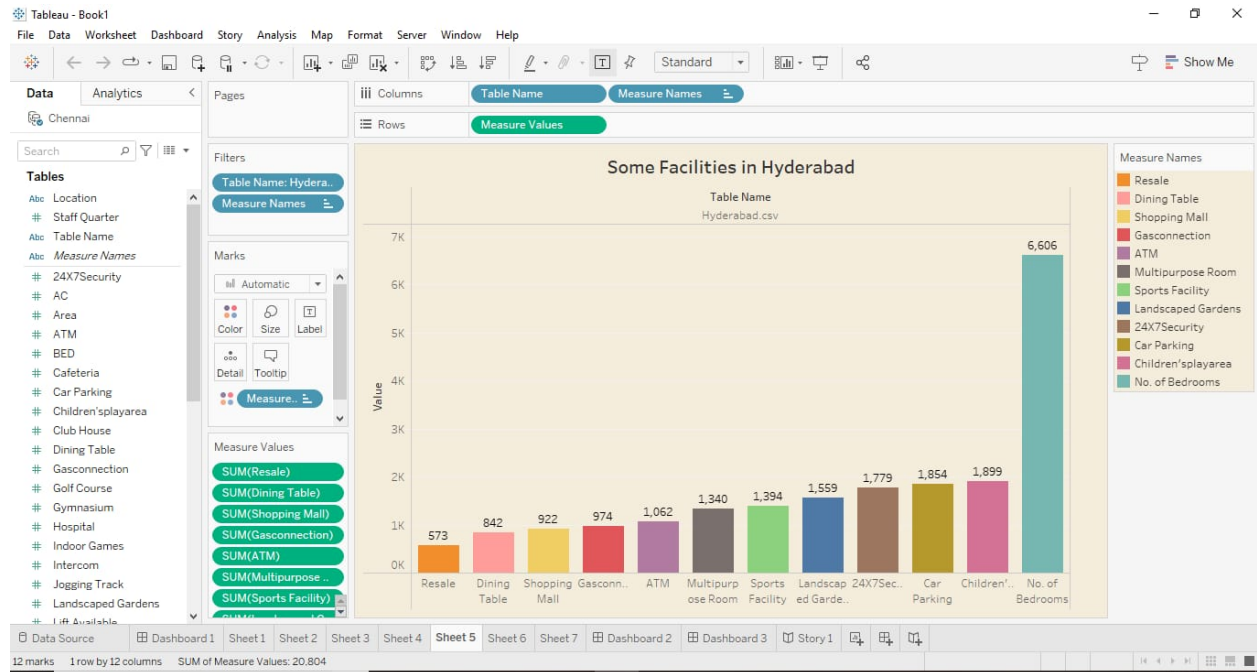 Tableau - Book1
File Data Worksheet Dashboard Story Analysis Map Format Server Window Help
Standard
Show Me
Data Analytics
Chennai
Search
Tables
Abc Location
# Staff Quarter
Abc Table Name
Abc Measure Names
# 24X7Security
# AC
# Area
# ATM
# BED
# Cafeteria
# Car Parking
# Children'splayarea
# Club House
# Dining Table
# Gasconnection
# Golf Course
# Gymnasium
# Hospital
# Indoor Games
# Intercom
# Jogging Track
# Landscaped Gardens
# Lift Available
Pages
Filters
Table Name: Hydera..
Measure Names
Marks
Automatic
Color Size Label
Detail Tooltip
Measure..
Measure Values
SUM(Resale)
SUM(Dining Table)
SUM(Shopping Mall)
SUM(Gasconnection)
SUM(ATM)
SUM(Multipurpose ..
SUM(Sports Facility)
Columns Table Name Measure Names
Rows Measure Values
Some Facilities in Hyderabad
Table Name
Hyderabad.csv
Value
7K
6K
5K
4K
3K
2K
1K
0K
573
842
922
974
1,062
1,340
1,394
1,559
1,779
1,854
1,899
6,606
Resale
Dining
Table
Shopping
Mall
Gasconn..
ATM
Multipurp
ose Room
Sports
Facility
Landscap
ed Garde..
24X7Sec..
Car
Parking
Children'..
No. of
Bedrooms
Measure Names
Resale
Dining Table
Shopping Mall
Gasconnection
ATM
Multipurpose Room
Sports Facility
Landscaped Gardens
24X7Security
Car Parking
Children'splayarea
No. of Bedrooms
Data Source Dashboard 1 Sheet 1 Sheet 2 Sheet 3 Sheet 4 Sheet 5 Sheet 6 Sheet 7 Dashboard 2 Dashboard 3 Story 1
12 marks 1 row by 12 columns SUM of Measure Values: 20,804